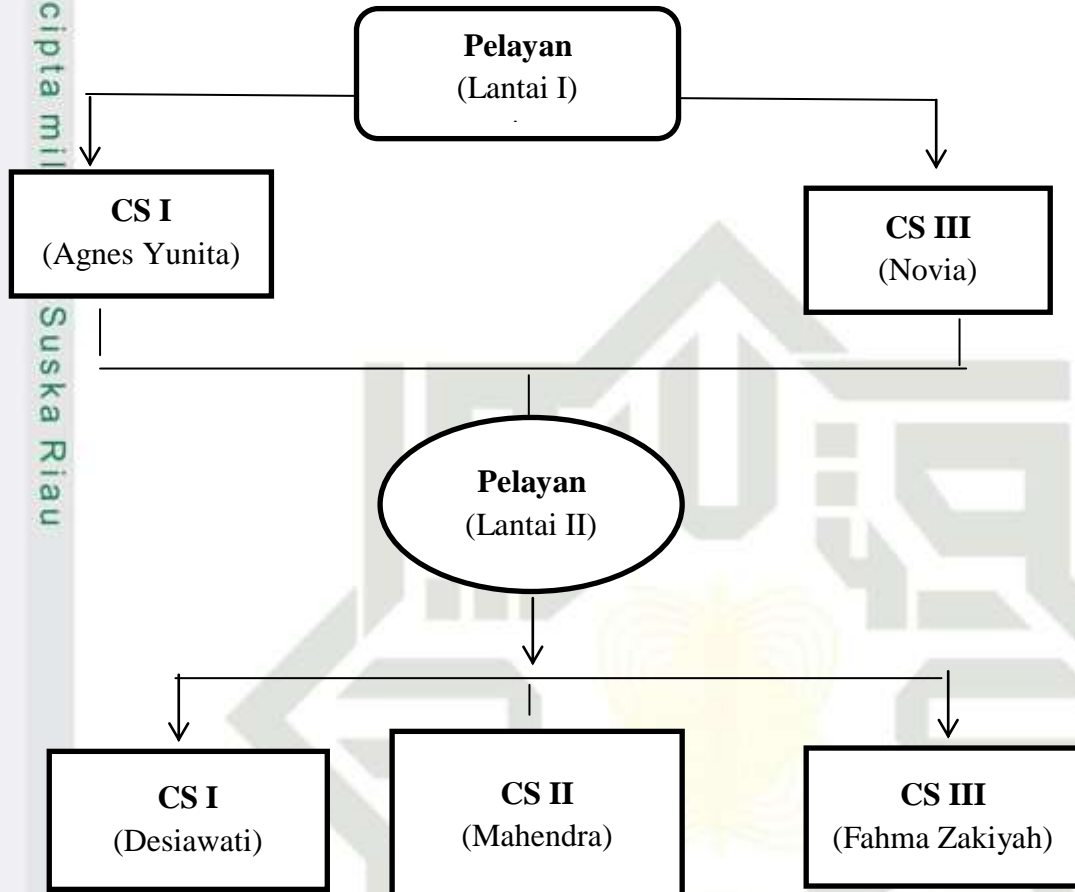 cipta mil
Suska Riau
Pelayan
(Lantai I)
CS I
(Agnes Yunita)
CS III
(Novia)
Pelayan
(Lantai II)
CS I
(Desiawati)
CS II
(Mahendra)
CS III
(Fahma Zakiyah)